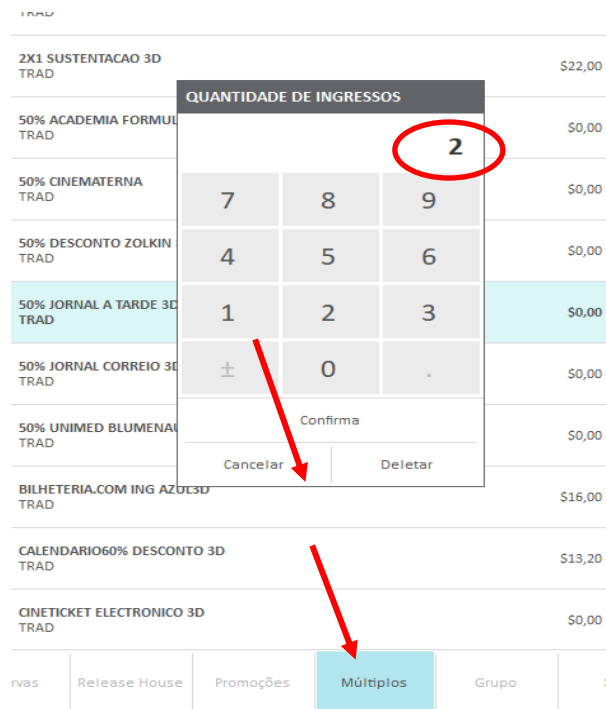 TRAD
2X1 SUSTENTACAO 3D
TRAD
$22,00
QUANTIDADE DE INGRESSOS
2
50% ACADEMIA FORMUL
TRAD
$0,00
50% CINEMATERNA
TRAD
$0,00
7 8 9
50% DESCONTO ZOLKIN
TRAD
$0,00
4 5 6
50% JORNAL A TARDE 3D
TRAD
$0,00
1 2 3
50% JORNAL CORREIO 3D
TRAD
$0,00
± 0 .
50% UNIMED BLUMENAU
TRAD
$0,00
Confirma
Cancelar Deletar
BILHETERIA.COM ING AZUL3D
TRAD
$16,00
CALENDARIO60% DESCONTO 3D
TRAD
$13,20
CINETICKET ELECTRONICO 3D
TRAD
$0,00
rvas Release House Promoções Múltiplos Grupo